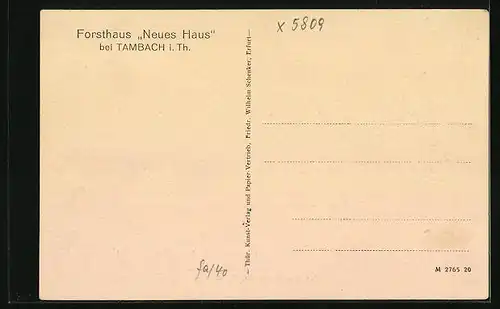 Forsthaus „Neues Haus"
bei TAMBACH i. Th.
x 5809
—Thür. Kunst-Verlag und Papier-Vertrieb, Friedr. Wilhelm Schenker, Erfurt—
fa/40
M 2765 20